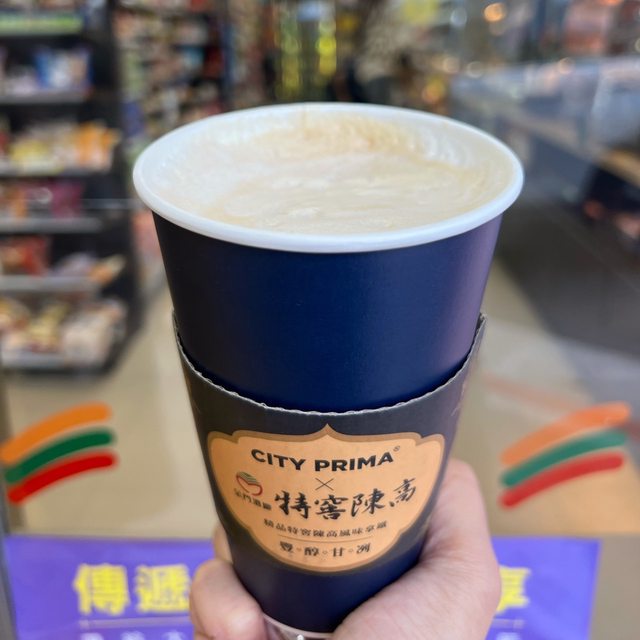 CITY PRIMA®
×
金門酒廠 特窖陳高
精品特窖陳高風味拿鐵
豐。醇。甘。冽
傳遞
享